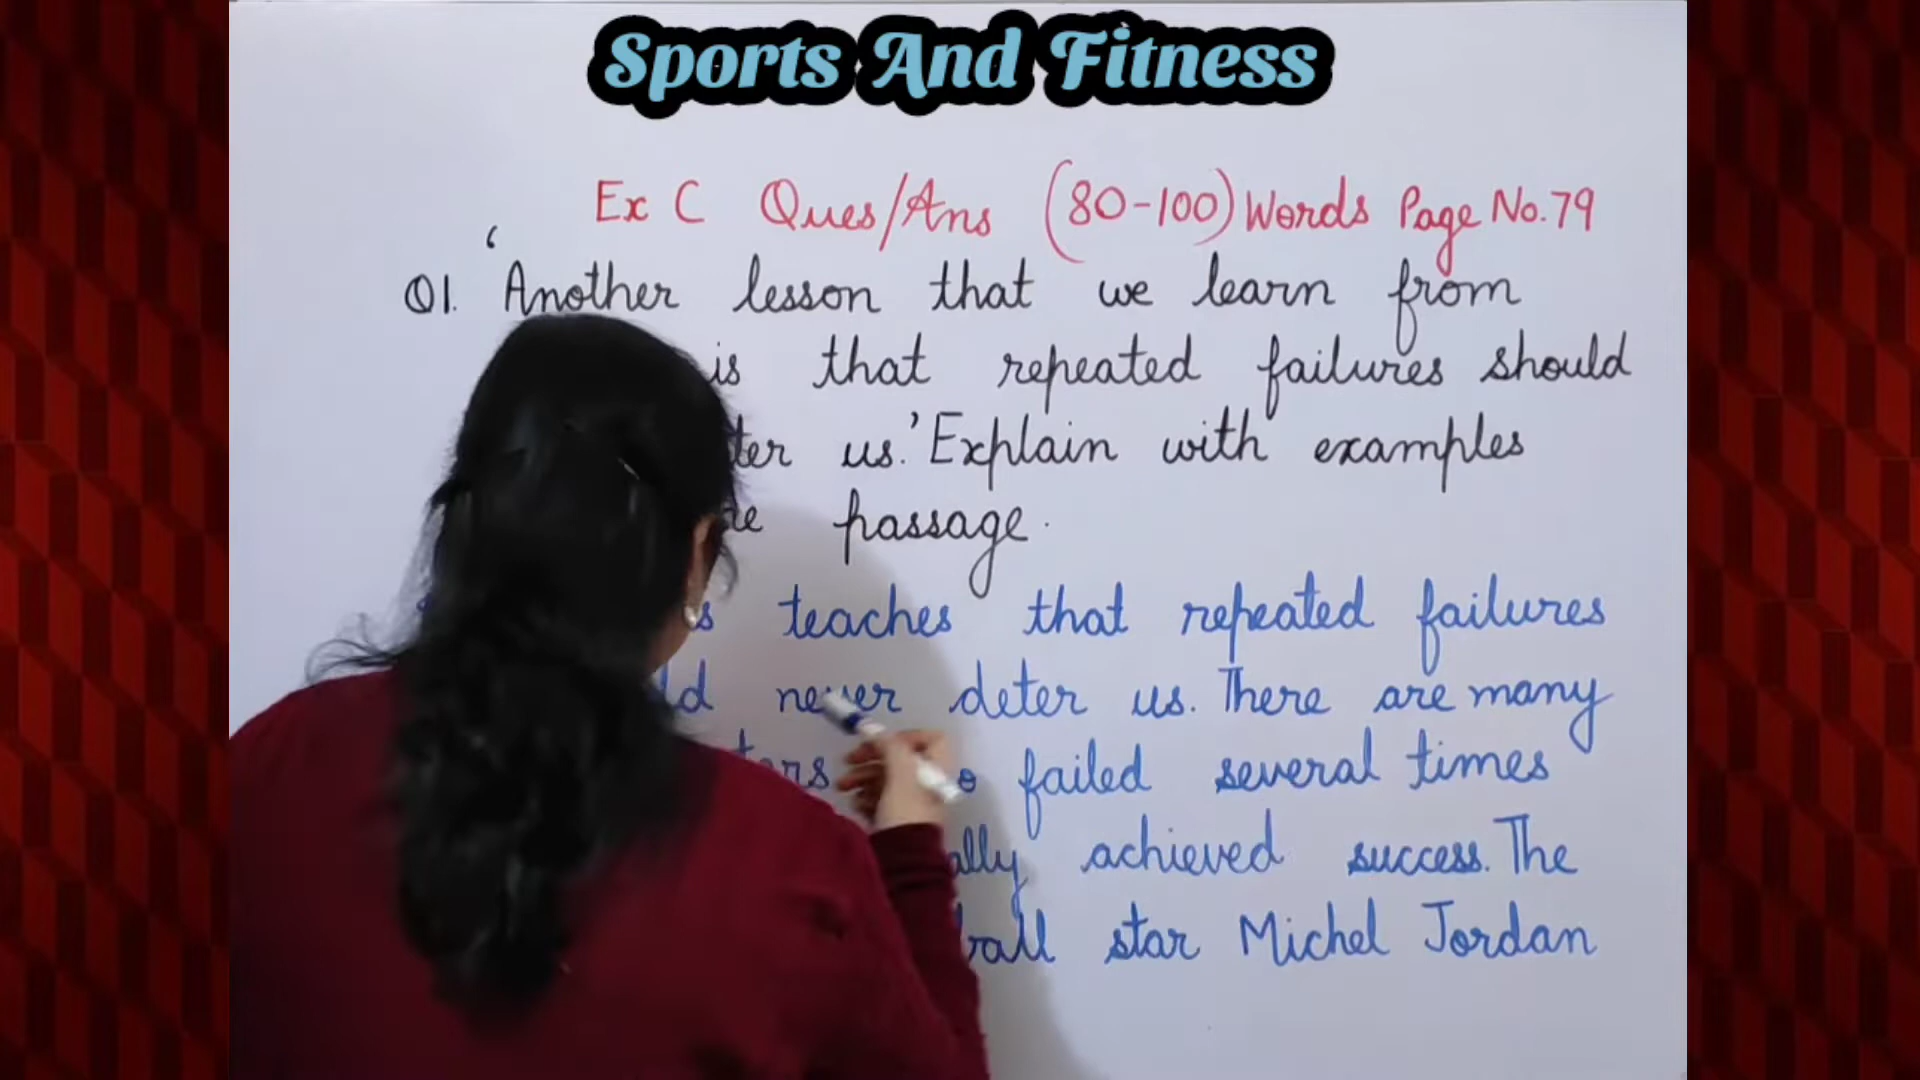 Sports And Fitness
Ex C Ques/Ans (80-100) Words Page No.79
Q1. 'Another lesson that we learn from
is that repeated failures should
us.' Explain with examples
passage.
teaches that repeated failures
never deter us. There are many
failed several times
achieved success. The
star Michel Jordan